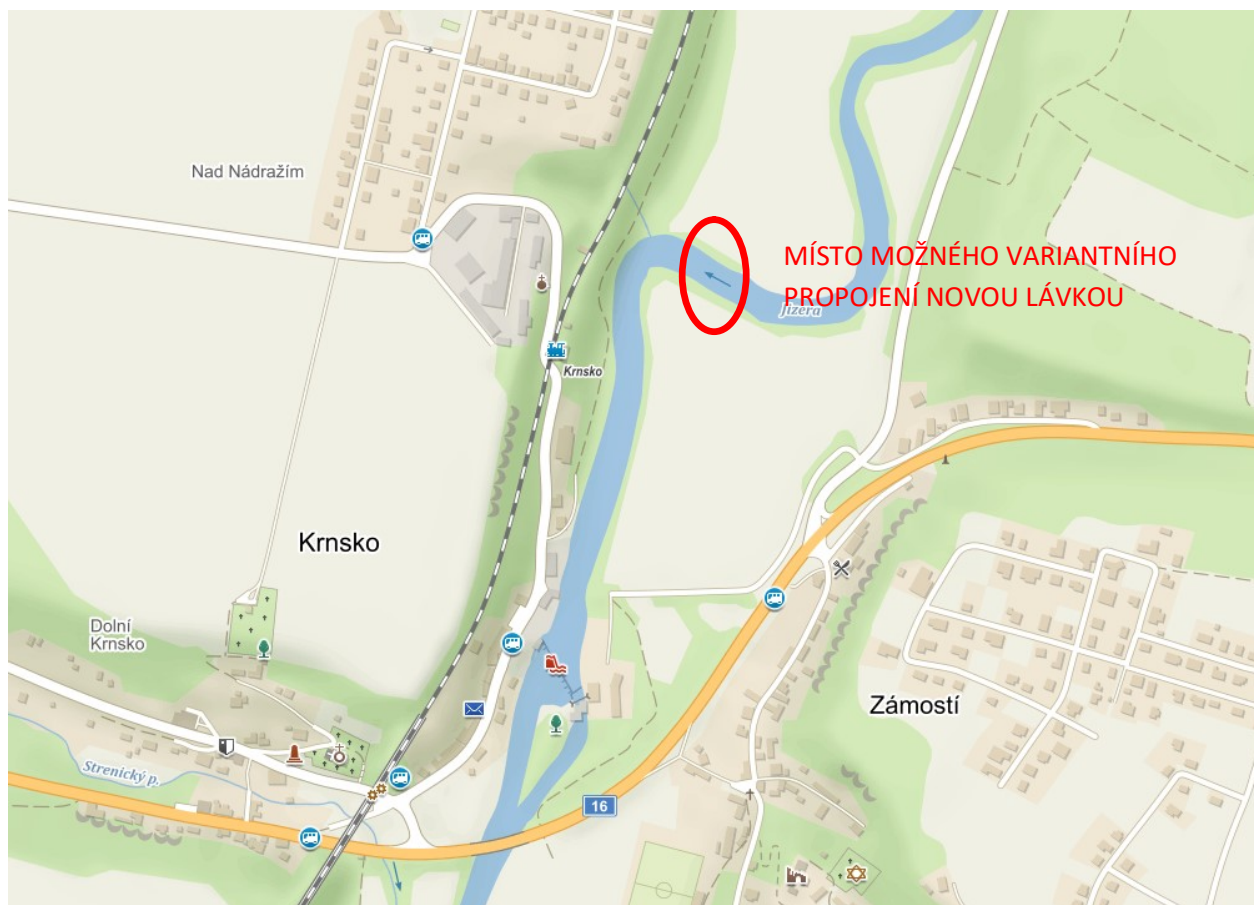 Nad Nádražím
MÍSTO MOŽNÉHO VARIANTNÍHO
PROPOJENÍ NOVOU LÁVKOU
Jizera
Krnsko
Krnsko
Dolní
Krnsko
Zámostí
Strenický p.
16